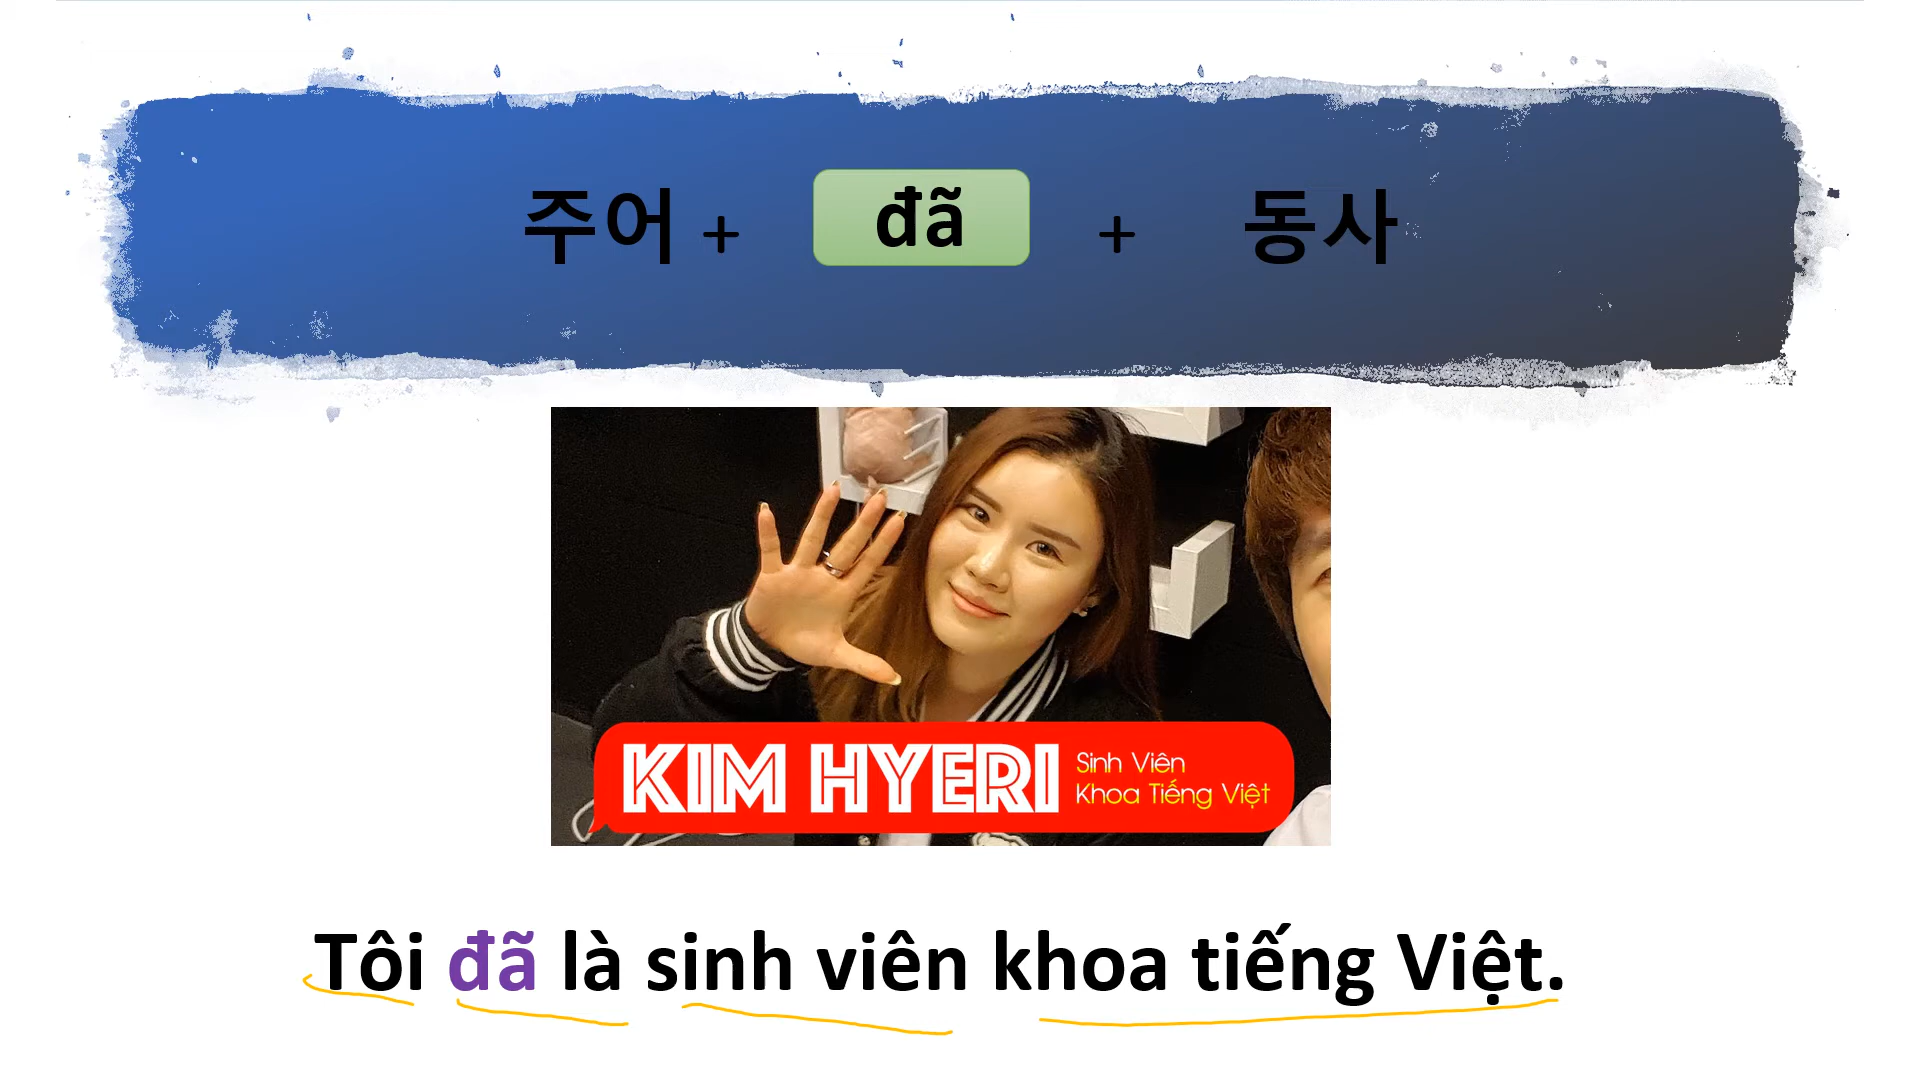 주어 + đã + 동사
KIM HYERI
Sinh Viên
Khoa Tiếng Việt
Tôi đã là sinh viên khoa tiếng Việt.